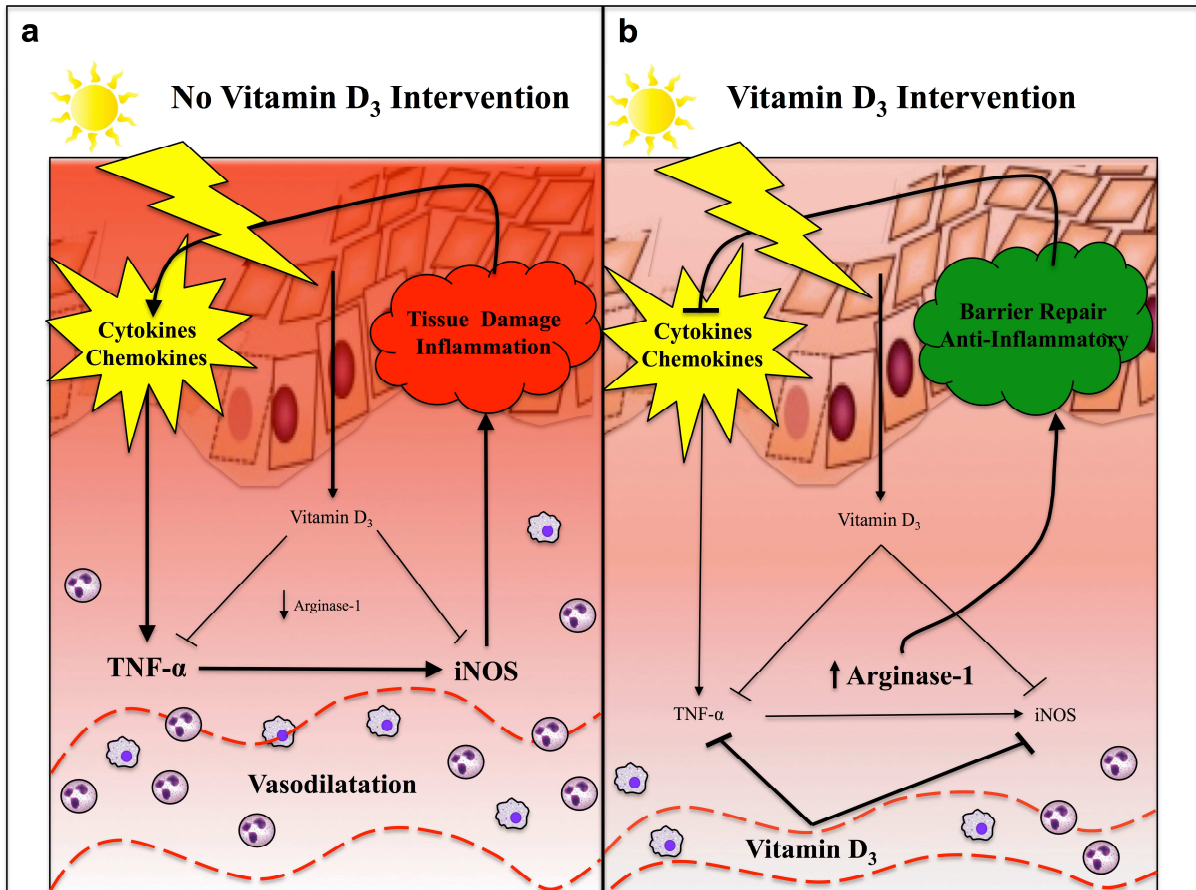 a
No Vitamin D₃ Intervention
Cytokines
Chemokines
Tissue Damage
Inflammation
Vitamin D₃
↓ Arginase-1
TNF-α
iNOS
Vasodilatation
b
Vitamin D₃ Intervention
Cytokines
Chemokines
Barrier Repair
Anti-Inflammatory
Vitamin D₃
↑ Arginase-1
TNF-α
iNOS
Vitamin D₃